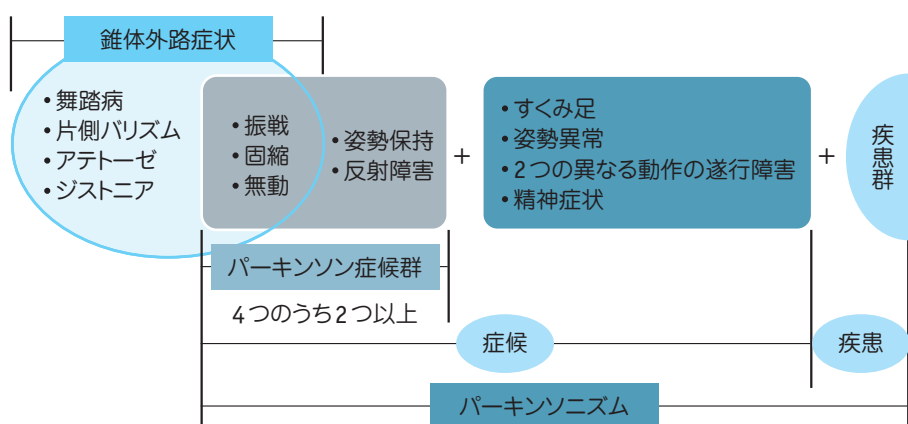 錐体外路症状
•舞踏病
•片側バリズム
•アテトーゼ
•ジストニア
•振戦
•固縮
•無動
•姿勢保持
•反射障害
+
•すくみ足
•姿勢異常
•2つの異なる動作の遂行障害
•精神症状
+
疾患群
パーキンソン症候群
4つのうち2つ以上
症候
疾患
パーキンソニズム